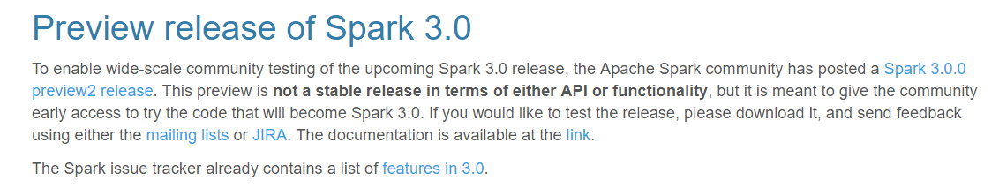 Preview release of Spark 3.0
To enable wide-scale community testing of the upcoming Spark 3.0 release, the Apache Spark community has posted a Spark 3.0.0
preview2 release. This preview is not a stable release in terms of either API or functionality, but it is meant to give the community
early access to try the code that will become Spark 3.0. If you would like to test the release, please download it, and send feedback
using either the mailing lists or JIRA. The documentation is available at the link.
The Spark issue tracker already contains a list of features in 3.0.